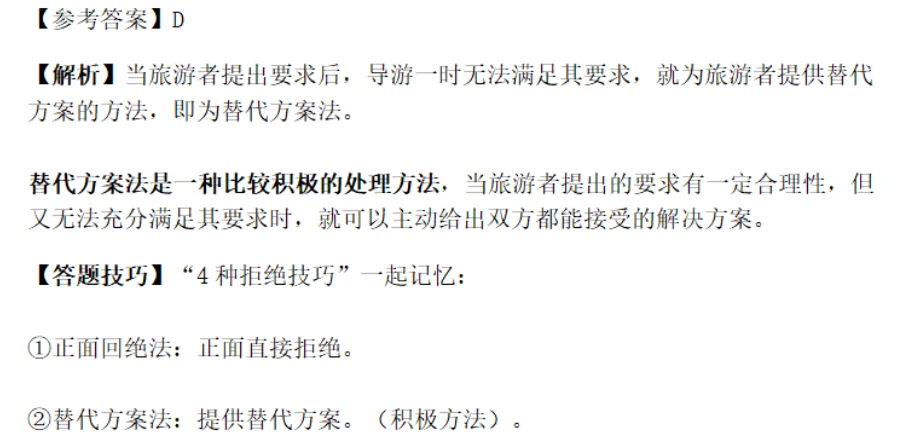 【参考答案】D
【解析】当旅游者提出要求后，导游一时无法满足其要求，就为旅游者提供替代
方案的方法，即为替代方案法。
替代方案法是一种比较积极的处理方法，当旅游者提出的要求有一定合理性，但
又无法充分满足其要求时，就可以主动给出双方都能接受的解决方案。
【答题技巧】“4 种拒绝技巧”一起记忆：
①正面回绝法：正面直接拒绝。
②替代方案法：提供替代方案。（积极方法）。